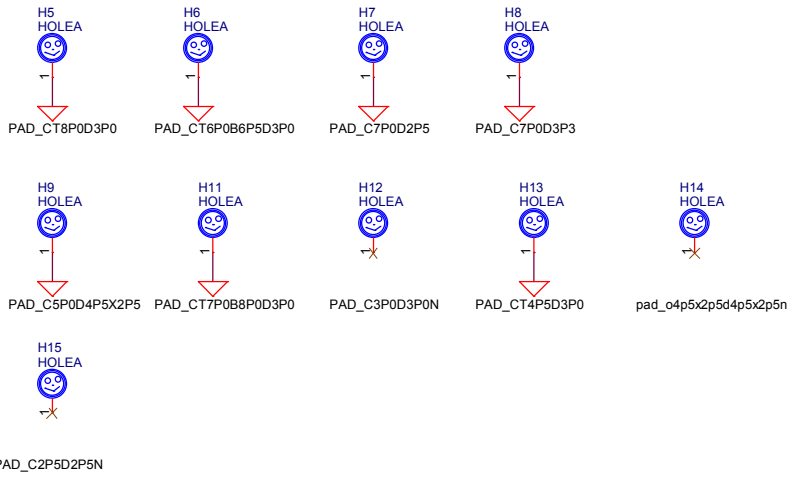 H5
HOLEA
1
PAD_CT8P0D3P0
H6
HOLEA
1
PAD_CT6P0B6P5D3P0
H7
HOLEA
1
PAD_C7P0D2P5
H8
HOLEA
1
PAD_C7P0D3P3
H9
HOLEA
1
PAD_C5P0D4P5X2P5
H11
HOLEA
1
PAD_CT7P0B8P0D3P0
H12
HOLEA
1
PAD_C3P0D3P0N
H13
HOLEA
1
PAD_CT4P5D3P0
H14
HOLEA
1
pad_o4p5x2p5d4p5x2p5n
H15
HOLEA
1
PAD_C2P5D2P5N